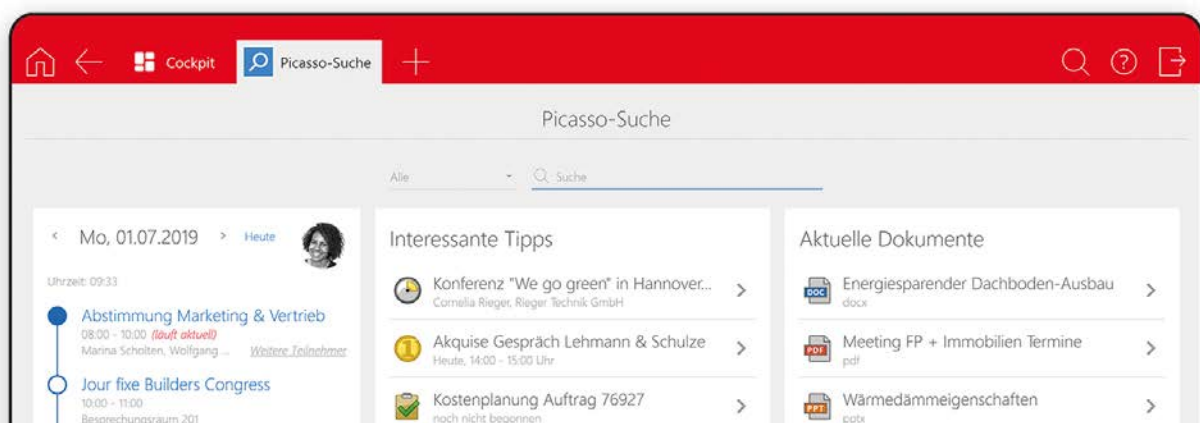 Cockpit
Picasso-Suche
Picasso-Suche
Alle
Suche
Mo, 01.07.2019
Heute
Uhrzeit: 09:33
Abstimmung Marketing & Vertrieb
08:00 - 10:00 (läuft aktuell)
Marina Scholten, Wolfgang ... Weitere Teilnehmer
Jour fixe Builders Congress
10:00 - 11:00
Besprechungsraum 201
Interessante Tipps
Konferenz "We go green" in Hannover...
Cornelia Rieger, Rieger Technik GmbH
Akquise Gespräch Lehmann & Schulze
Heute, 14:00 - 15:00 Uhr
Kostenplanung Auftrag 76927
noch nicht begonnen
Aktuelle Dokumente
DOC
Energiesparender Dachboden-Ausbau
docx
PDF
Meeting FP + Immobilien Termine
pdf
PPT
Wärmedämmeigenschaften
pptx